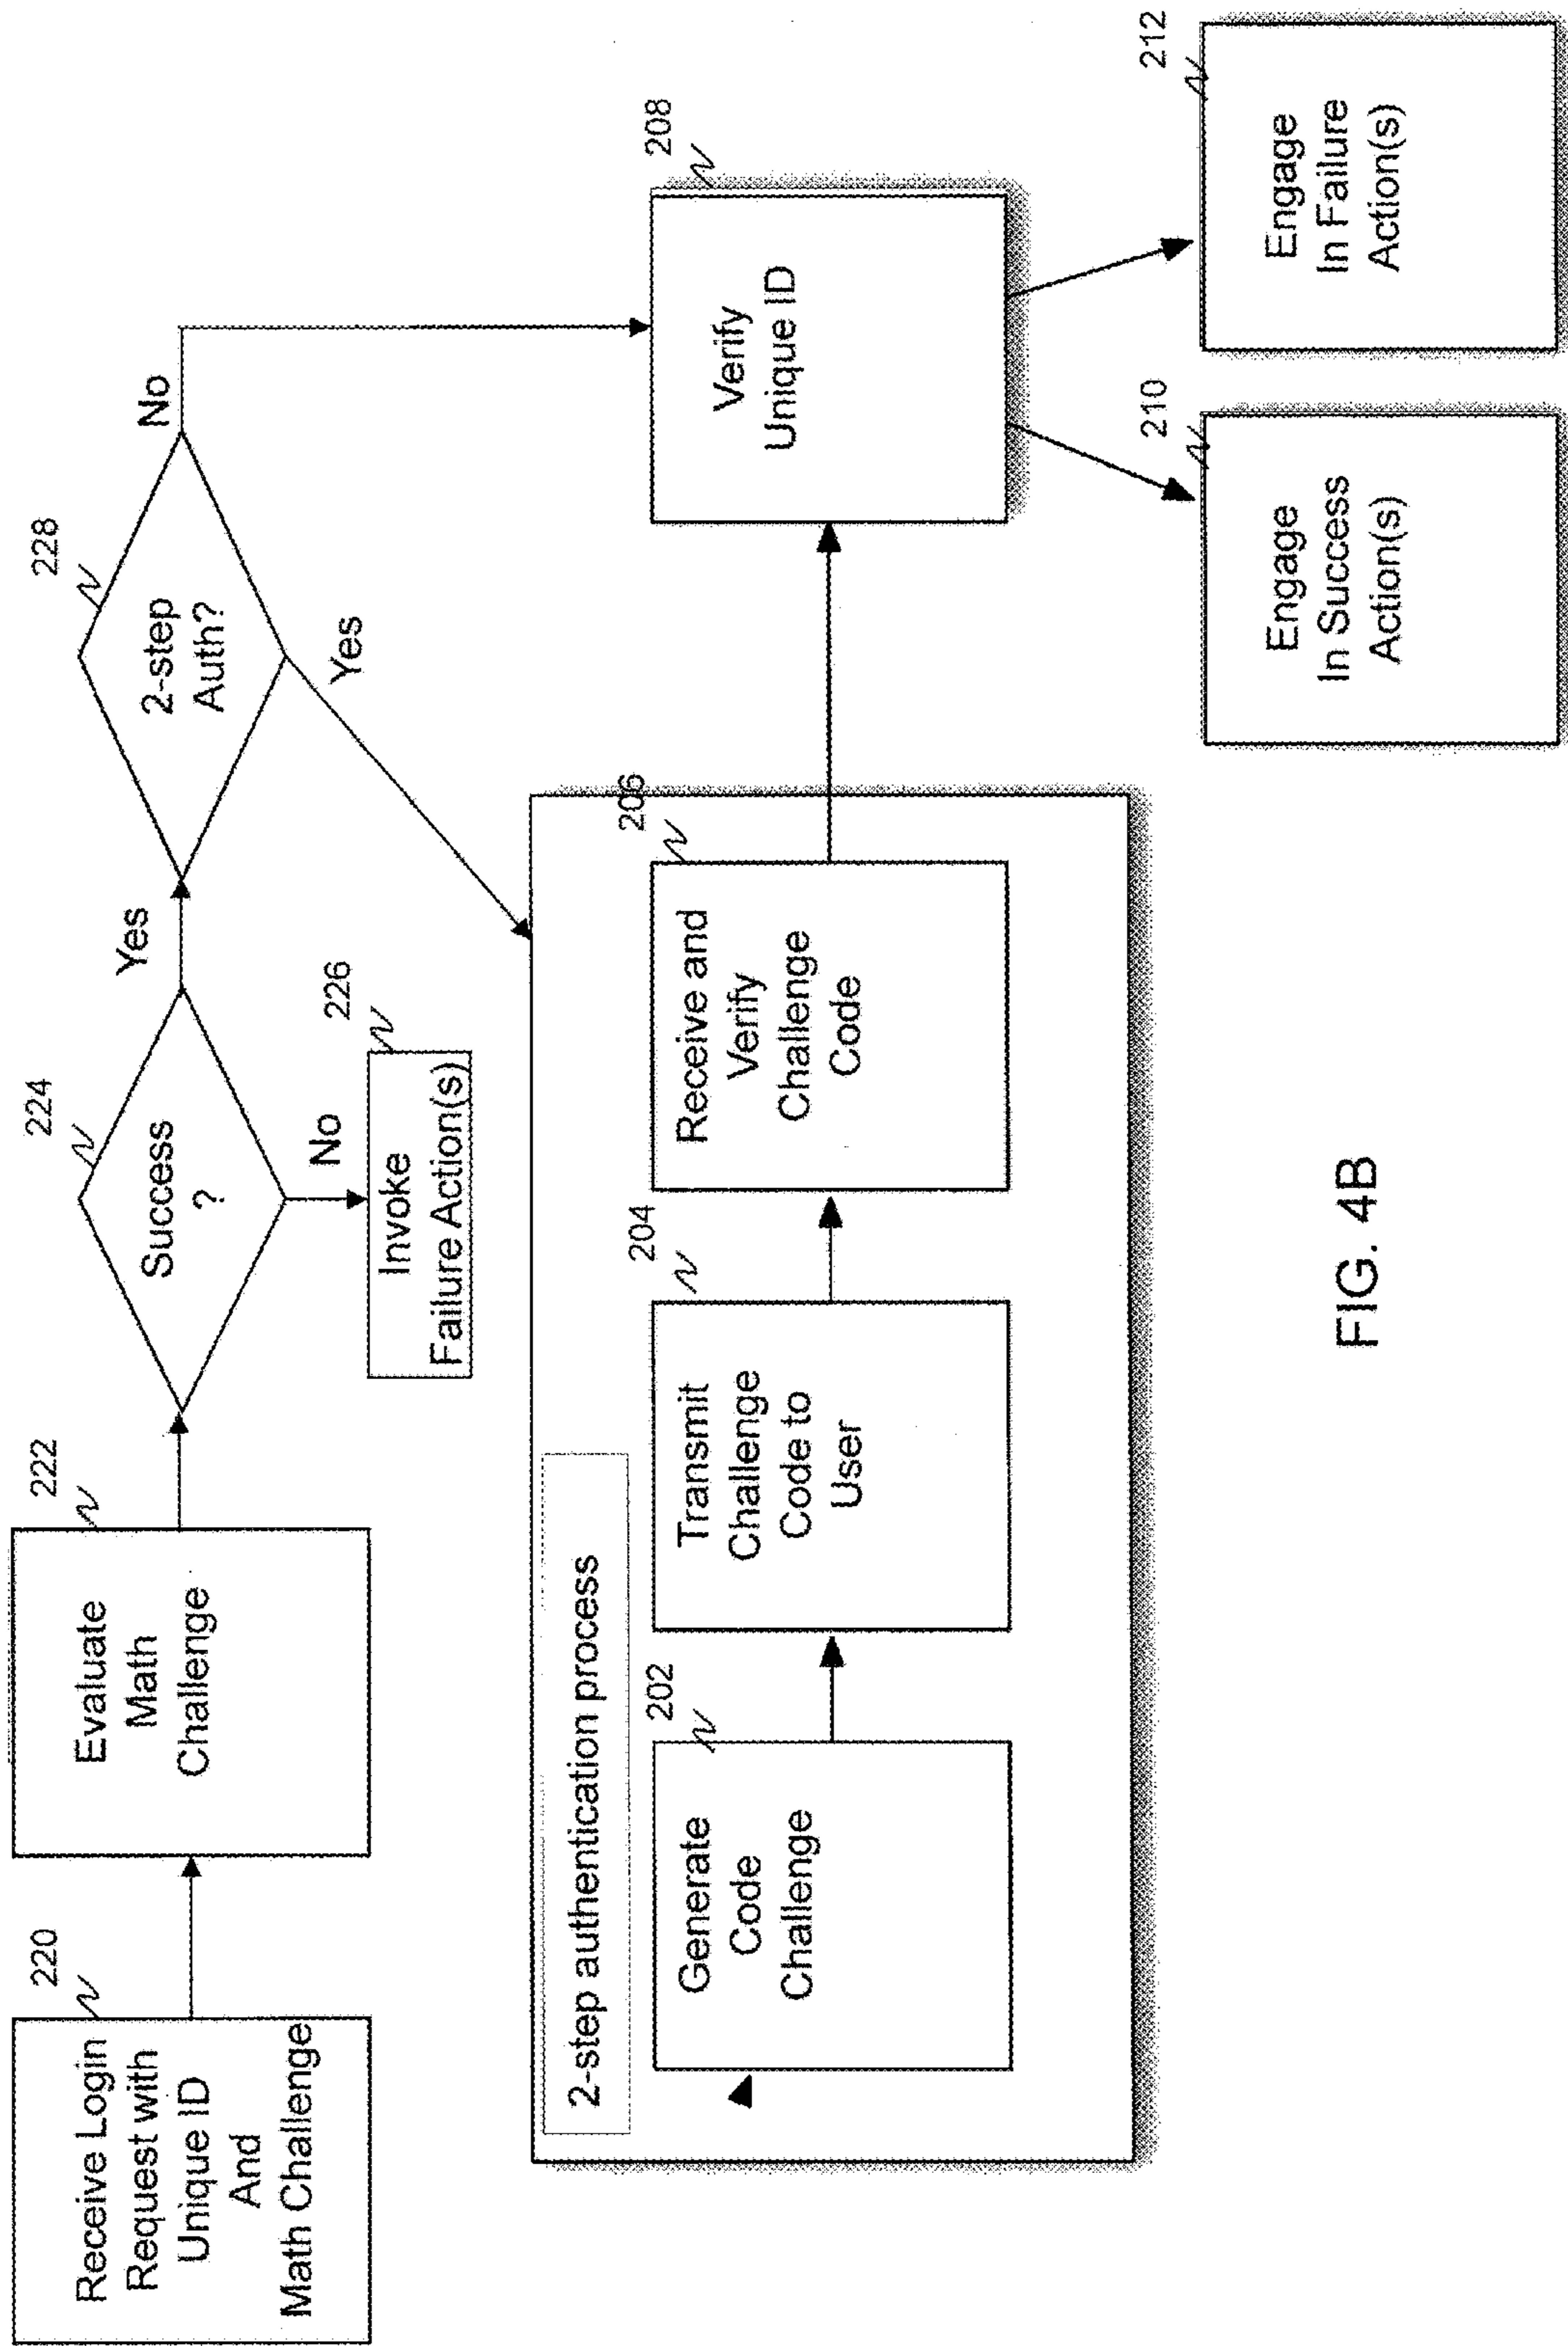 220
Receive Login
Request with
Unique ID
And
Math Challenge
222
Evaluate
Math
Challenge
224
Success
?
Yes
No
226
Invoke
Failure Action(s)
228
2-step
Auth?
No
Yes
2-step authentication process
202
Generate
Code
Challenge
204
Transmit
Challenge
Code to
User
206
Receive and
Verify
Challenge
Code
208
Verify
Unique ID
210
Engage
In Success
Action(s)
212
Engage
In Failure
Action(s)
FIG. 4B